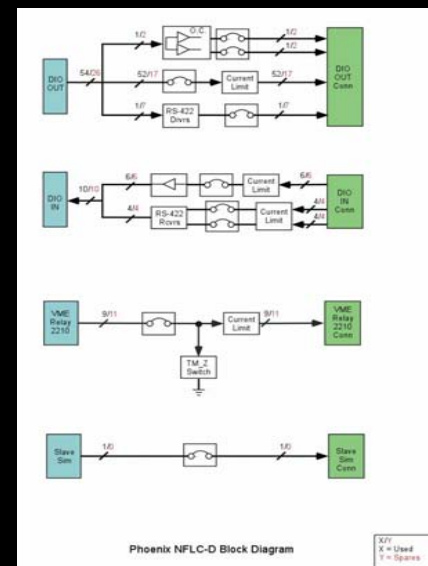 O.C.
1/2
1/2
1/2
DIO
OUT
54/26
52/17
Current
Limit
52/17
DIO
OUT
Conn
1/7
RS-422
Drvrs
1/7
DIO
IN
10/10
6/6
Current
Limit
6/6
DIO
IN
Conn
4/4
RS-422
Rcvrs
Current
Limit
4/4
4/4
VME
Relay
2210
9/11
Current
Limit
9/11
VME
Relay
2210
Conn
TM_Z
Switch
Slave
Sim
1/0
1/0
Slave
Sim
Conn
Phoenix NFLC-D Block Diagram
X/Y
X = Used
Y = Spares